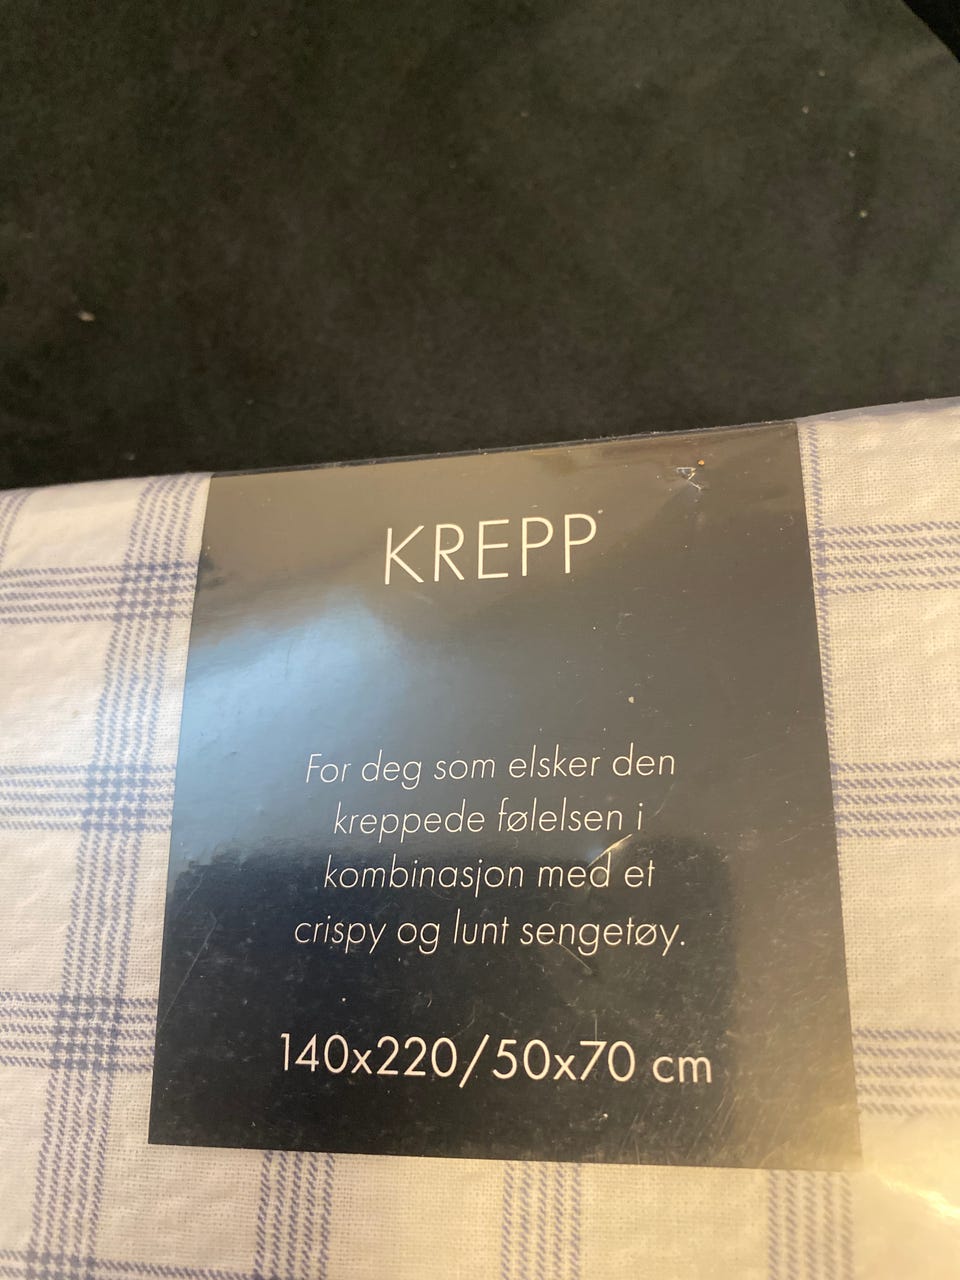 KREPP
For deg som elsker den
kreppede følelsen i
kombinasjon med et
crispy og lunt sengetøy.
140x220/50x70 cm